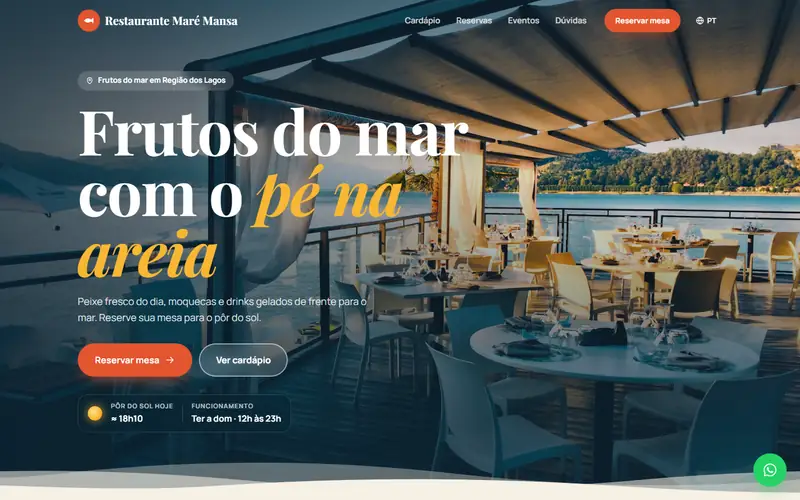 Restaurante Maré Mansa
Cardápio
Reserve
Eventos
Dúvidas
Reservar mesa
PT
Frutos do mar em Região dos Lagos
Frutos do mar
com o pé na
areia
Peixe fresco do dia, moquecas e drinks gelados de frente para o
mar. Reserve sua mesa para o pôr do sol.
Reservar mesa →
Ver cardápio
PÔR DO SOL HOJE
≈ 18h10
FUNCIONAMENTO
Ter a dom · 12h às 23h